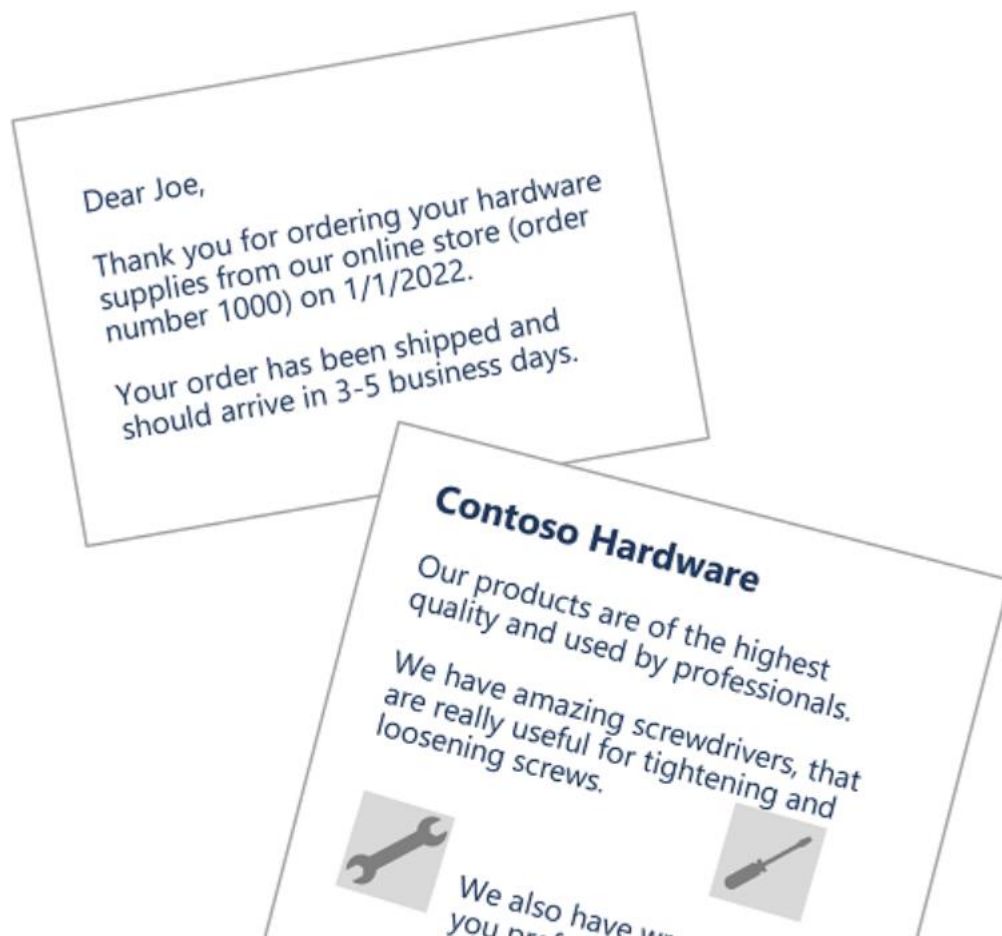 Dear Joe,
Thank you for ordering your hardware
supplies from our online store (order
number 1000) on 1/1/2022.
Your order has been shipped and
should arrive in 3-5 business days.
Contoso Hardware
Our products are of the highest
quality and used by professionals.
We have amazing screwdrivers, that
are really useful for tightening and
loosening screws.
We also have
you